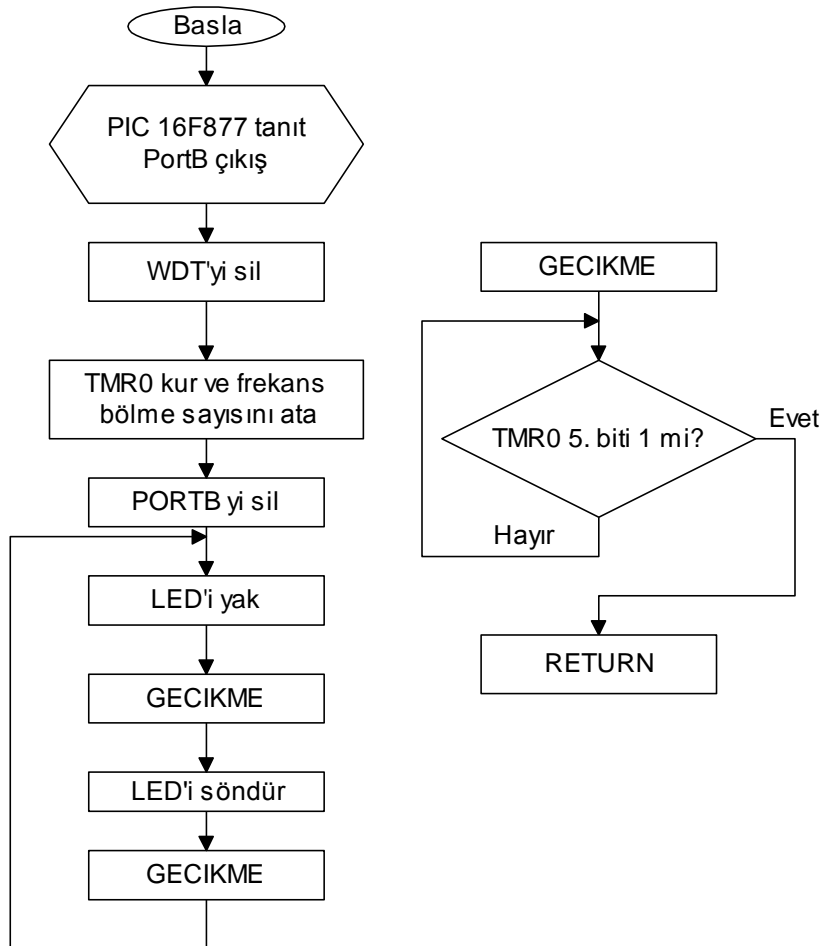 Basla
PIC 16F877 tanıt
PortB çıkış
WDT'yi sil
TMR0 kur ve frekans
bölme sayısını ata
PORTB yi sil
LED'i yak
GECIKME
LED'i söndür
GECIKME
GECIKME
TMR0 5. biti 1 mi?
Evet
Hayır
RETURN